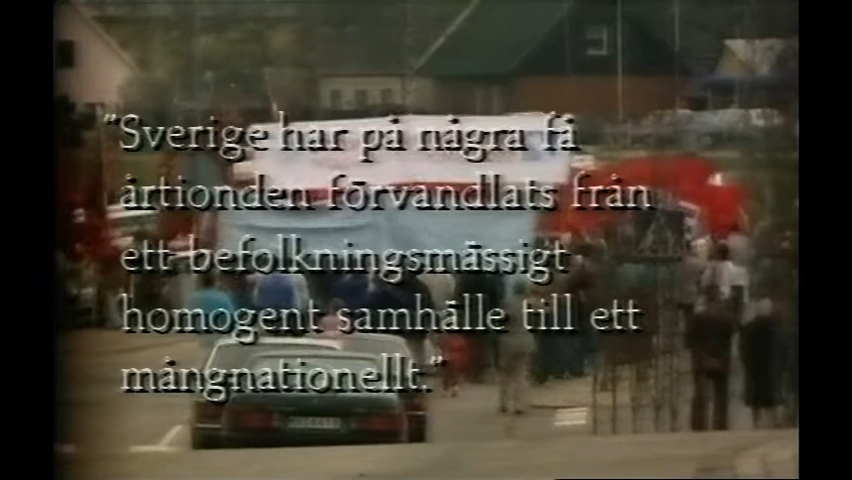 "Sverige har på några få
årtionden förvandlats från
ett befolkningsmässigt
homogent samhälle till ett
mångnationellt."